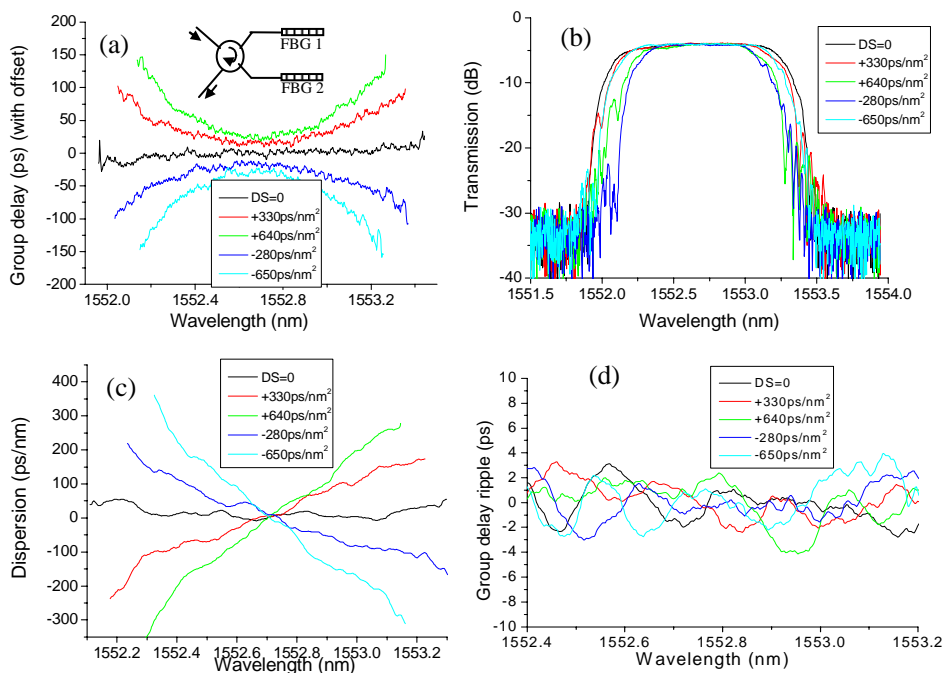 (a)
FBG 1
FBG 2
Group delay (ps) (with offset)
200
150
100
50
0
-50
-100
-150
-200
DS=0
+330ps/nm²
+640ps/nm²
-280ps/nm²
-650ps/nm²
1552.0
1552.4
1552.8
1553.2
Wavelength (nm)
(b)
Transmission (dB)
0
-10
-20
-30
-40
DS=0
+330ps/nm²
+640ps/nm²
-280ps/nm²
-650ps/nm²
1551.5
1552.0
1552.5
1553.0
1553.5
1554.0
Wavelength (nm)
(c)
Dispersion (ps/nm)
400
300
200
100
0
-100
-200
-300
DS=0
+330ps/nm²
+640ps/nm²
-280ps/nm²
-650ps/nm²
1552.2
1552.4
1552.6
1552.8
1553.0
1553.2
Wavelength (nm)
(d)
Group delay ripple (ps)
10
8
6
4
2
0
-2
-4
-6
-8
-10
DS=0
+330ps/nm²
+640ps/nm²
-280ps/nm²
-650ps/nm²
1552.4
1552.6
1552.8
1553.0
1553.2
Wavelength (nm)